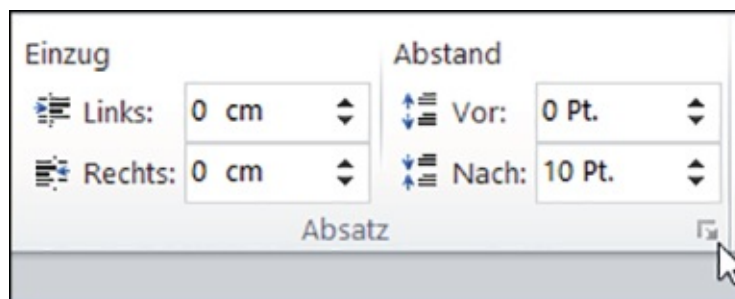 Einzug Abstand
Links: 0 cm Vor: 0 Pt.
Rechts: 0 cm Nach: 10 Pt.
Absatz